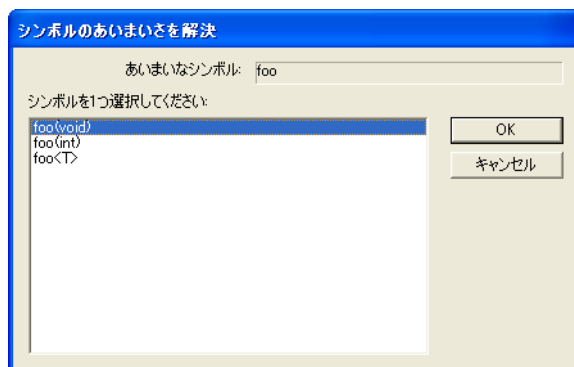 シンボルのあいまいさを解決
あいまいなシンボル: foo
シンボルを1つ選択してください:
foo(void)
foo(int)
foo<T>
OK
キャンセル